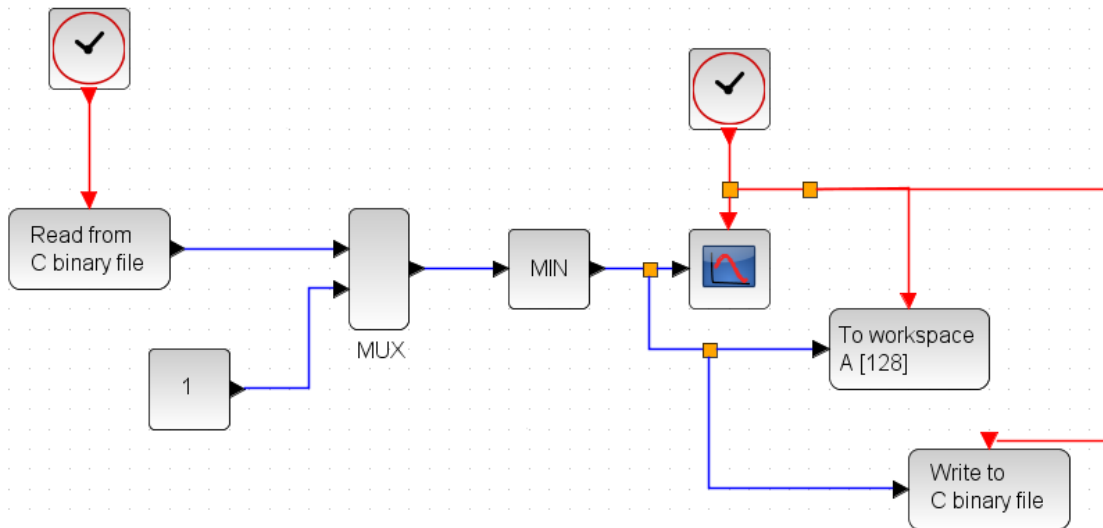 Read from
C binary file
MUX
1
MIN
To workspace
A [128]
Write to
C binary file